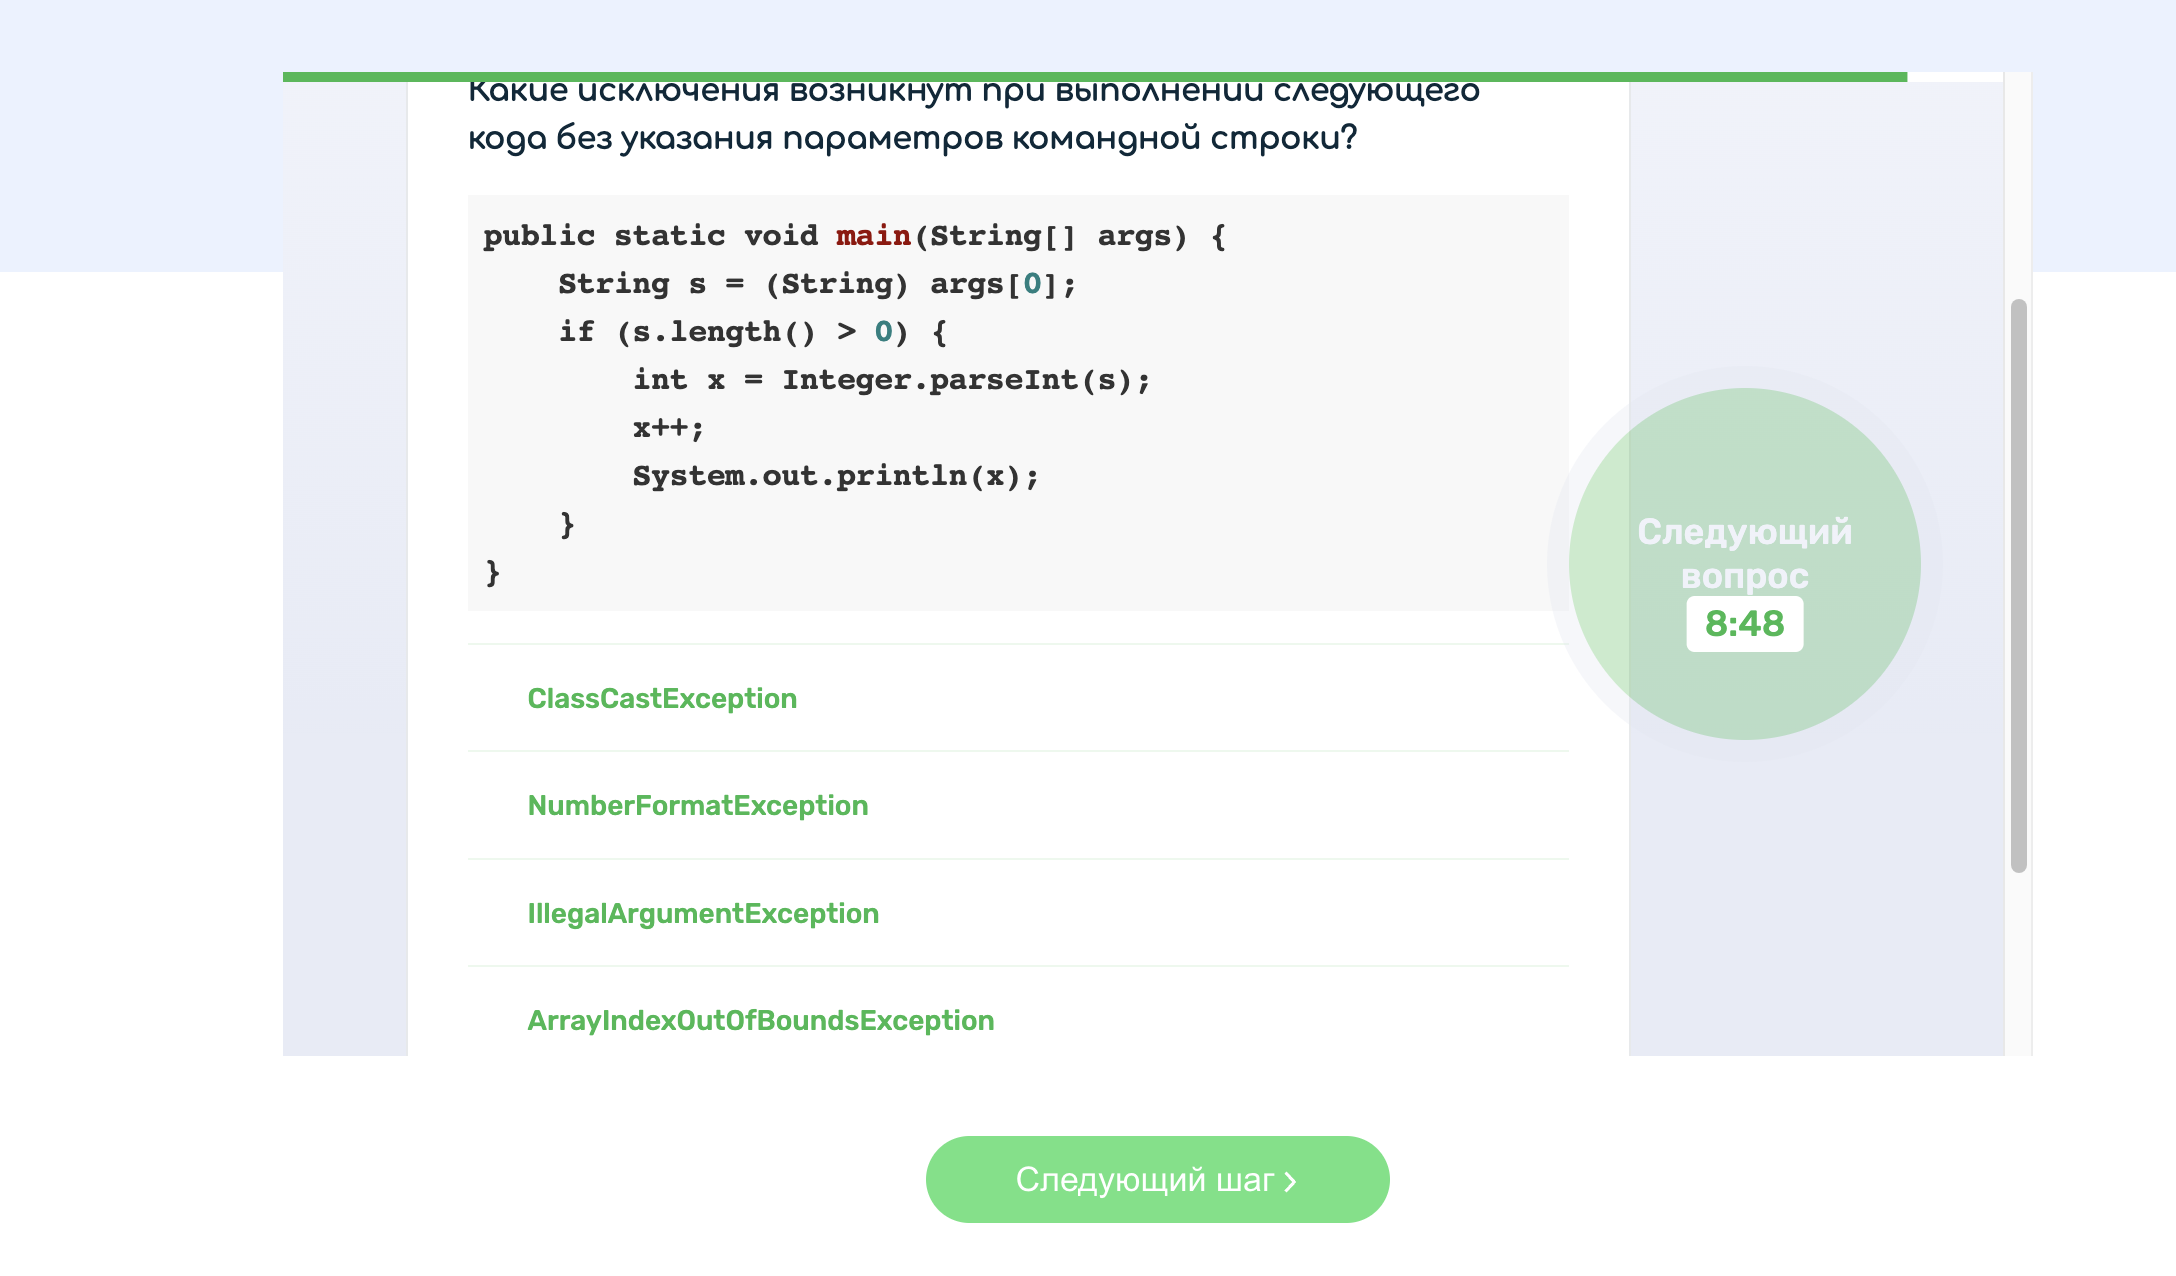 Какие исключения возникнут при выполнении следующего
кода без указания параметров командной строки?
public static void main(String[] args) {
    String s = (String) args[0];
    if (s.length() > 0) {
        int x = Integer.parseInt(s);
        x++;
        System.out.println(x);
    }
}
Следующий
вопрос
8:48
ClassCastException
NumberFormatException
IllegalArgumentException
ArrayIndexOutOfBoundsException
Следующий шаг